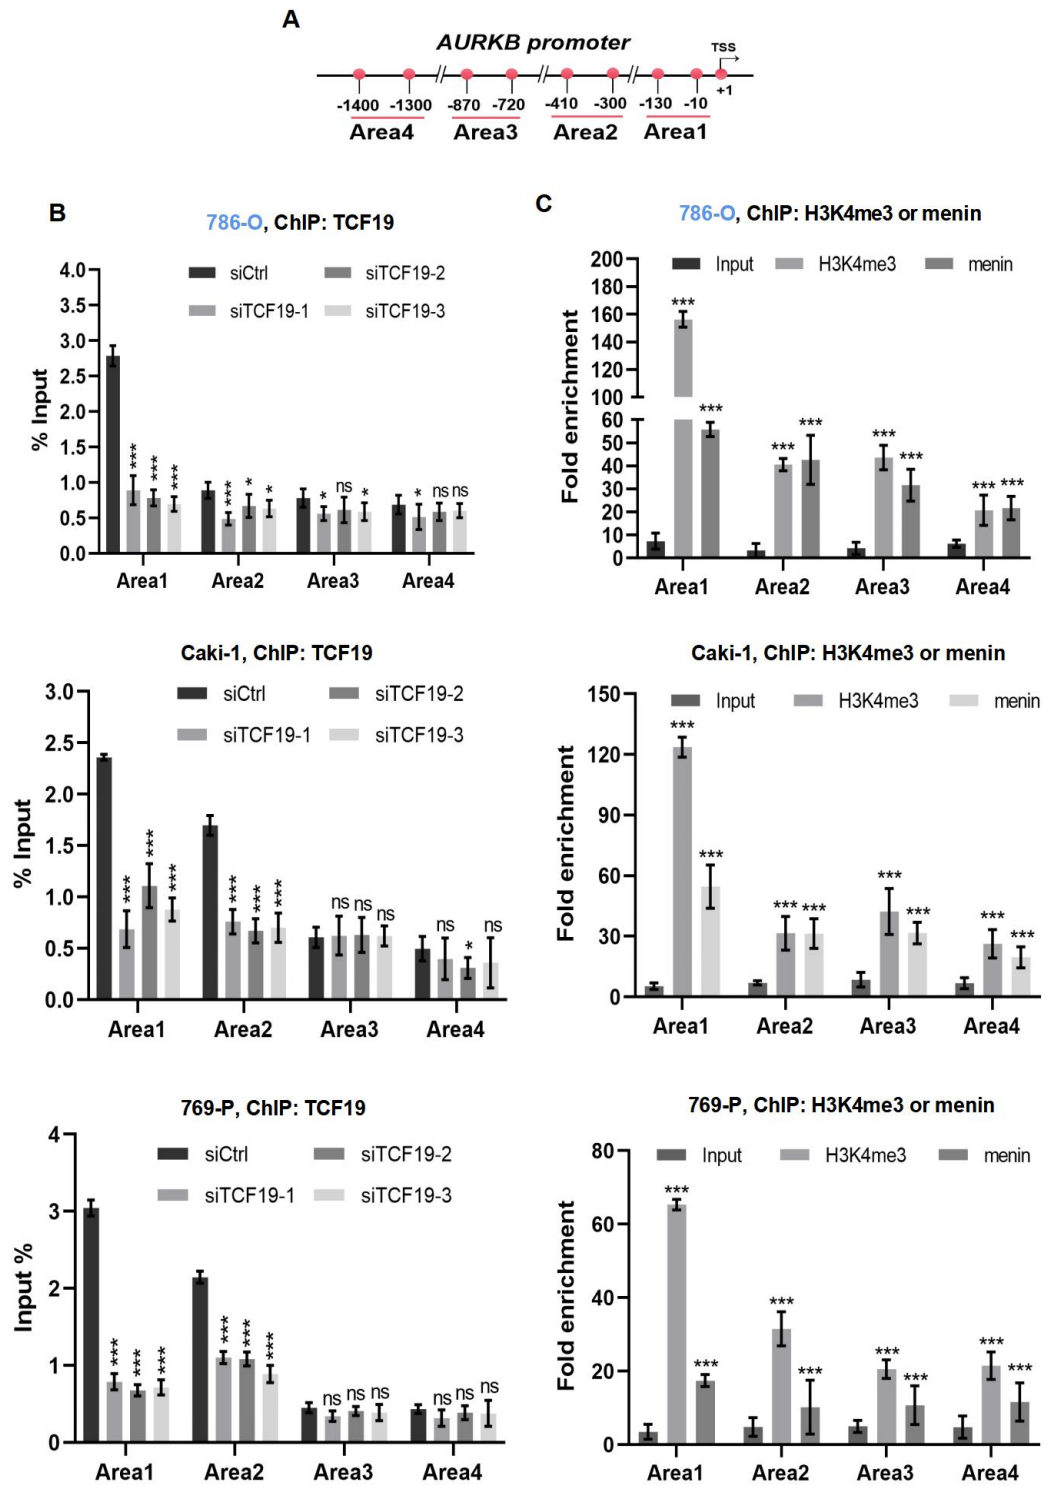 A
AURKB promoter
TSS
-1400 -1300 -870 -720 -410 -300 -130 -10 +1
Area4 Area3 Area2 Area1
B
786-O, ChIP: TCF19
siCtrl siTCF19-2
siTCF19-1 siTCF19-3
% Input
4.0
3.5
3.0
2.5
2.0
1.5
1.0
0.5
0.0
*** *** *** *** * * * ns * * ns ns
Area1 Area2 Area3 Area4
C
786-O, ChIP: H3K4me3 or menin
Input H3K4me3 menin
Fold enrichment
200
180
160
140
120
100
60
50
40
30
20
10
0
*** *** *** *** *** *** *** ***
Area1 Area2 Area3 Area4
Caki-1, ChIP: TCF19
siCtrl siTCF19-2
siTCF19-1 siTCF19-3
% Input
3.0
2.5
2.0
1.5
1.0
0.5
0.0
*** *** *** *** *** *** ns ns ns ns * ns
Area1 Area2 Area3 Area4
Caki-1, ChIP: H3K4me3 or menin
Input H3K4me3 menin
Fold enrichment
150
120
90
60
30
0
*** *** *** *** *** *** *** ***
Area1 Area2 Area3 Area4
769-P, ChIP: TCF19
siCtrl siTCF19-2
siTCF19-1 siTCF19-3
Input %
4
3
2
1
0
*** *** *** *** *** *** ns ns ns ns ns ns
Area1 Area2 Area3 Area4
769-P, ChIP: H3K4me3 or menin
Input H3K4me3 menin
Fold enrichment
80
60
40
20
0
*** *** *** *** *** *** *** ***
Area1 Area2 Area3 Area4